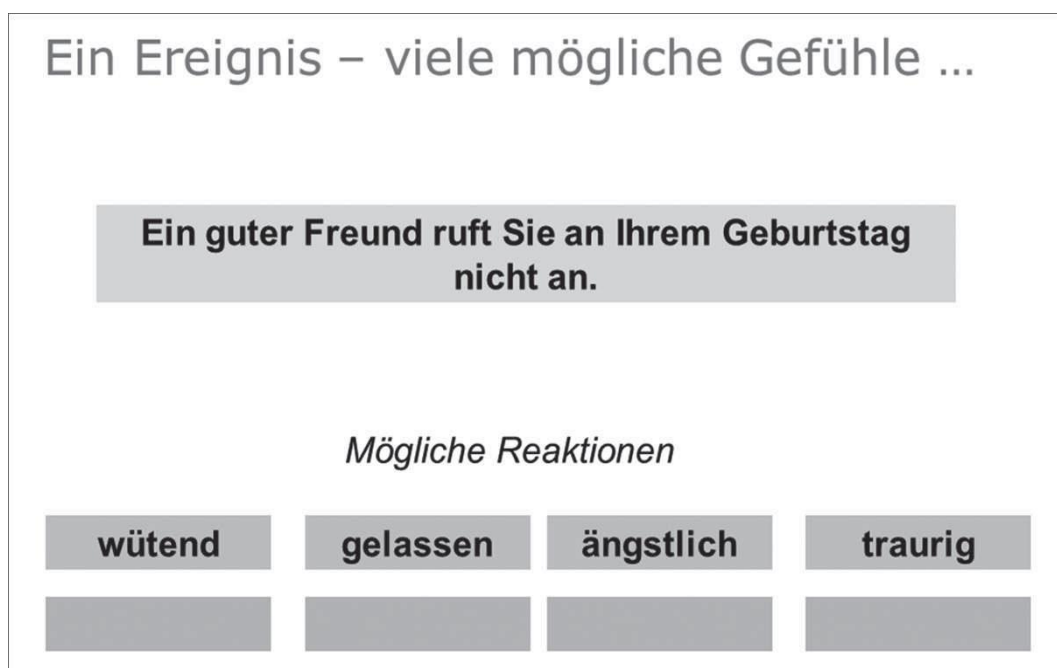 Ein Ereignis – viele mögliche Gefühle ...
Ein guter Freund ruft Sie an Ihrem Geburtstag
nicht an.
Mögliche Reaktionen
wütend gelassen ängstlich traurig